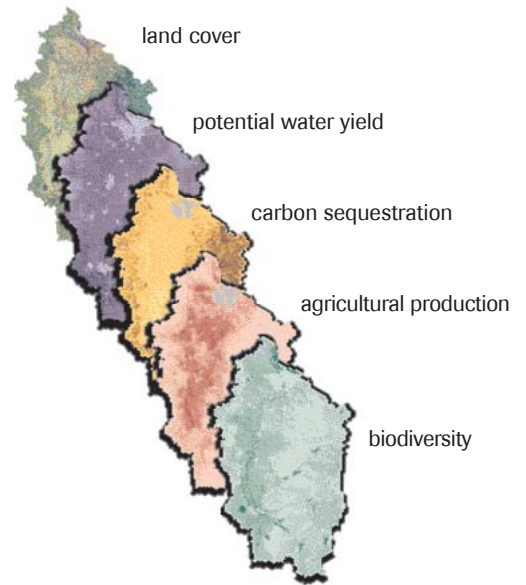 land cover
potential water yield
carbon sequestration
agricultural production
biodiversity